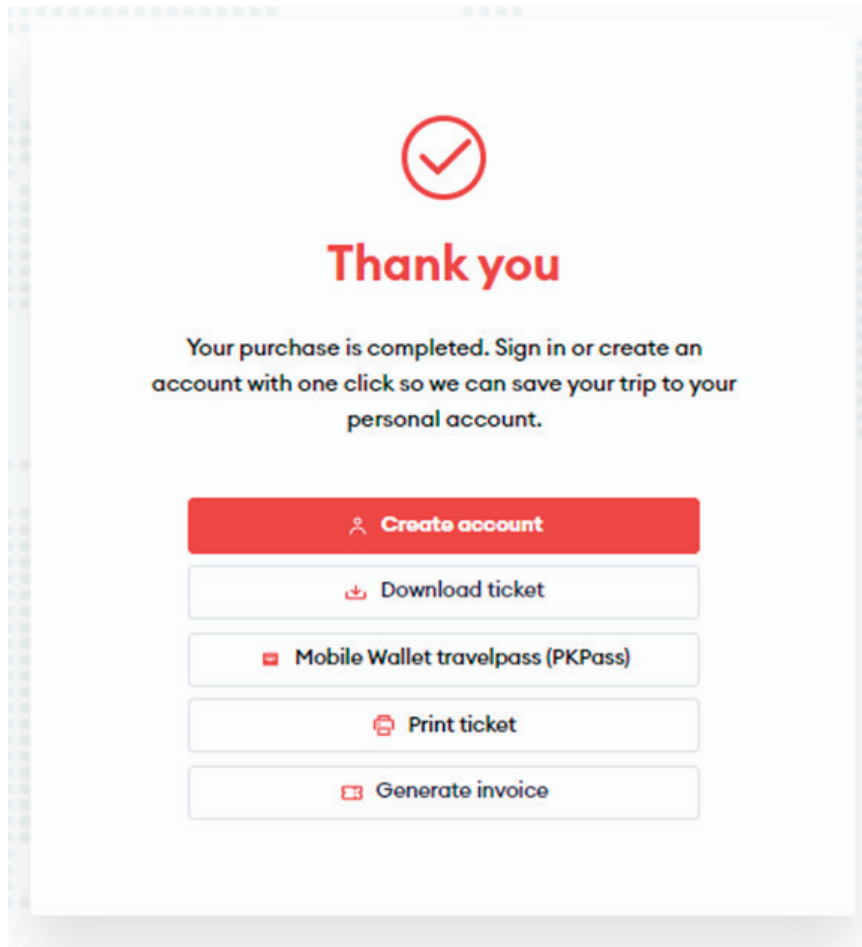 Thank you
Your purchase is completed. Sign in or create an
account with one click so we can save your trip to your
personal account.
Create account
Download ticket
Mobile Wallet travelpass (PKPass)
Print ticket
Generate invoice